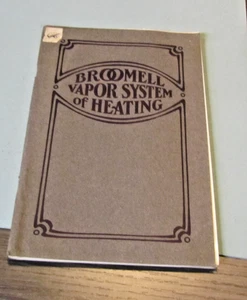 BROOMELL
VAPOR SYSTEM
OF HEATING